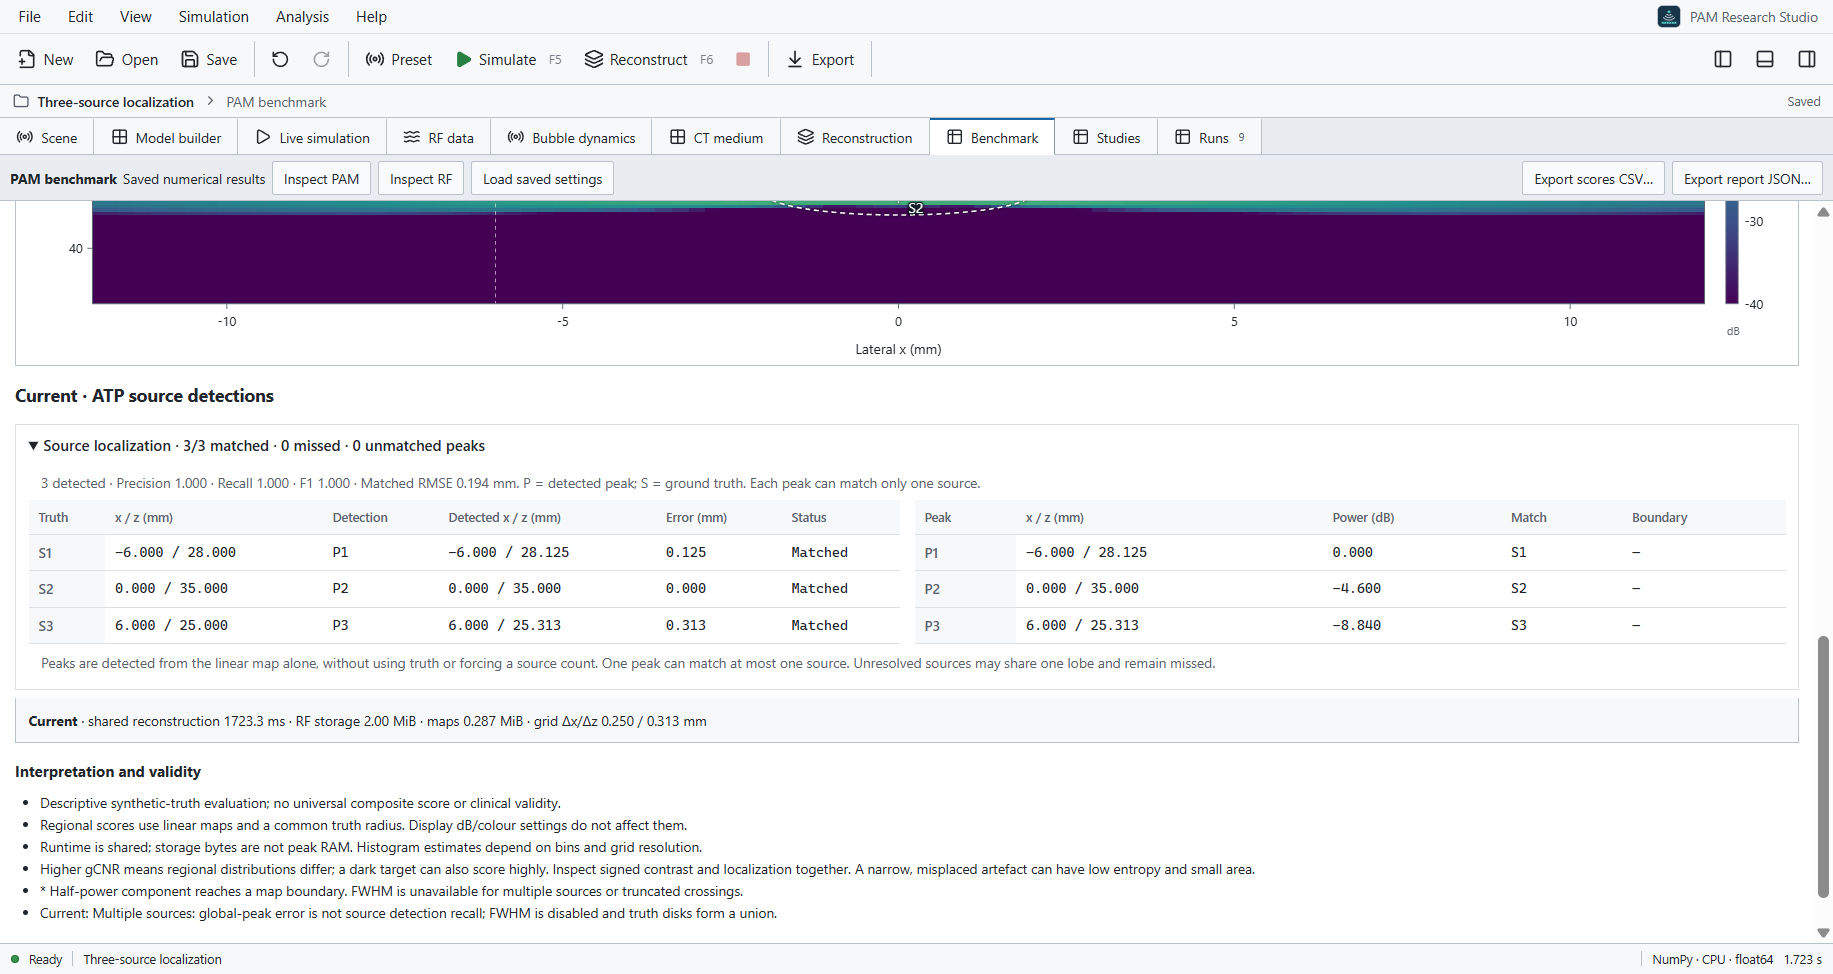 File Edit View Simulation Analysis Help PAM Research Studio
New Open Save Preset Simulate F5 Reconstruct F6 Export
Three-source localization > PAM benchmark Saved
Scene Model builder Live simulation RF data Bubble dynamics CT medium Reconstruction Benchmark Studies Runs 9
PAM benchmark Saved numerical results Inspect PAM Inspect RF Load saved settings Export scores CSV... Export report JSON...
S2
-30
40
-40
-10 -5 0 5 10
dB
Lateral x (mm)
Current · ATP source detections
▼ Source localization · 3/3 matched · 0 missed · 0 unmatched peaks
3 detected · Precision 1.000 · Recall 1.000 · F1 1.000 · Matched RMSE 0.194 mm. P = detected peak; S = ground truth. Each peak can match only one source.
Truth x / z (mm) Detection Detected x / z (mm) Error (mm) Status Peak x / z (mm) Power (dB) Match Boundary
S1 −6.000 / 28.000 P1 −6.000 / 28.125 0.125 Matched P1 −6.000 / 28.125 0.000 S1 —
S2 0.000 / 35.000 P2 0.000 / 35.000 0.000 Matched P2 0.000 / 35.000 −4.600 S2 —
S3 6.000 / 25.000 P3 6.000 / 25.313 0.313 Matched P3 6.000 / 25.313 −8.840 S3 —
Peaks are detected from the linear map alone, without using truth or forcing a source count. One peak can match at most one source. Unresolved sources may share one lobe and remain missed.
Current · shared reconstruction 1723.3 ms · RF storage 2.00 MiB · maps 0.287 MiB · grid Δx/Δz 0.250 / 0.313 mm
Interpretation and validity
• Descriptive synthetic-truth evaluation; no universal composite score or clinical validity.
• Regional scores use linear maps and a common truth radius. Display dB/colour settings do not affect them.
• Runtime is shared; storage bytes are not peak RAM. Histogram estimates depend on bins and grid resolution.
• Higher gCNR means regional distributions differ; a dark target can also score highly. Inspect signed contrast and localization together. A narrow, misplaced artefact can have low entropy and small area.
• * Half-power component reaches a map boundary. FWHM is unavailable for multiple sources or truncated crossings.
• Current: Multiple sources: global-peak error is not source detection recall; FWHM is disabled and truth disks form a union.
Ready Three-source localization NumPy · CPU · float64 1.723 s